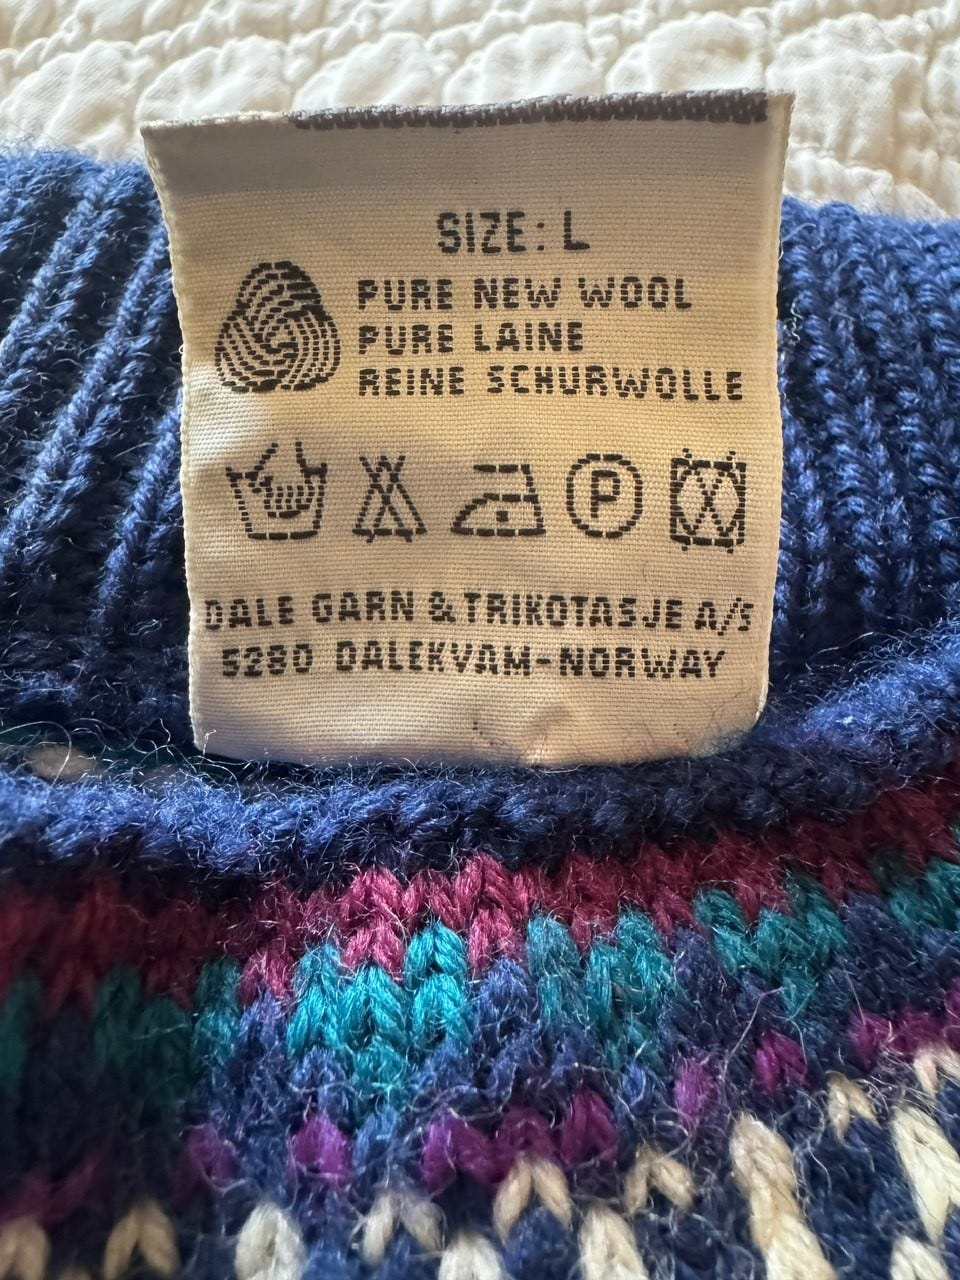 SIZE: L
PURE NEW WOOL
PURE LAINE
REINE SCHURWOLLE
P
DALE GARN & TRIKOTASJE A/S
5280 DALEKVAM-NORWAY